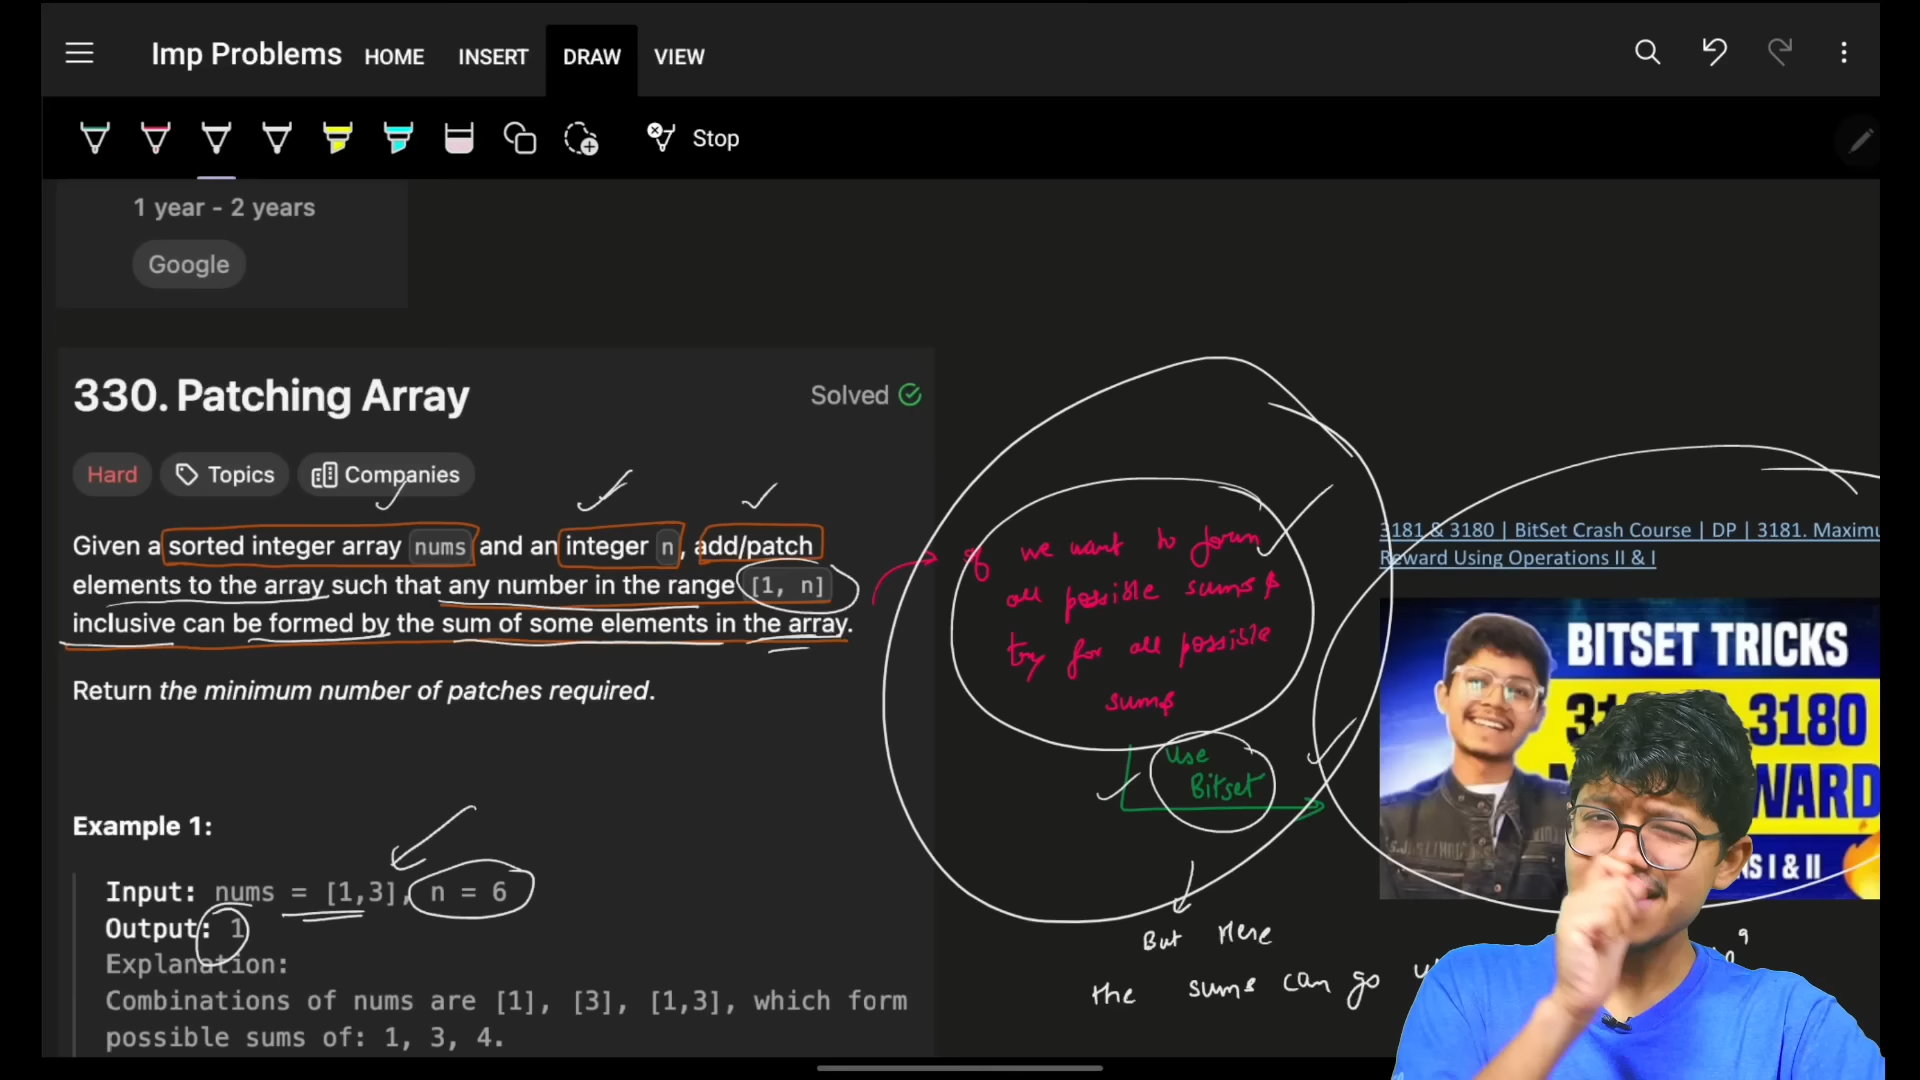 Imp Problems HOME INSERT DRAW VIEW
Stop
1 year - 2 years
Google
330. Patching Array
Solved
Hard Topics Companies
Given a sorted integer array nums and an integer n, add/patch
elements to the array such that any number in the range [1, n]
inclusive can be formed by the sum of some elements in the array.
Return the minimum number of patches required.
Example 1:
Input: nums = [1,3], n = 6
Output: 1
Explanation:
Combinations of nums are [1], [3], [1,3], which form
possible sums of: 1, 3, 4.
if we want to form
all possible sums
try for all possible
sums
Use
Bitset
But Here
the sums can go
3181 & 3180 | BitSet Crash Course | DP | 3181. Maximu
Reward Using Operations II & I
BITSET TRICKS
3180
WARD
I & II